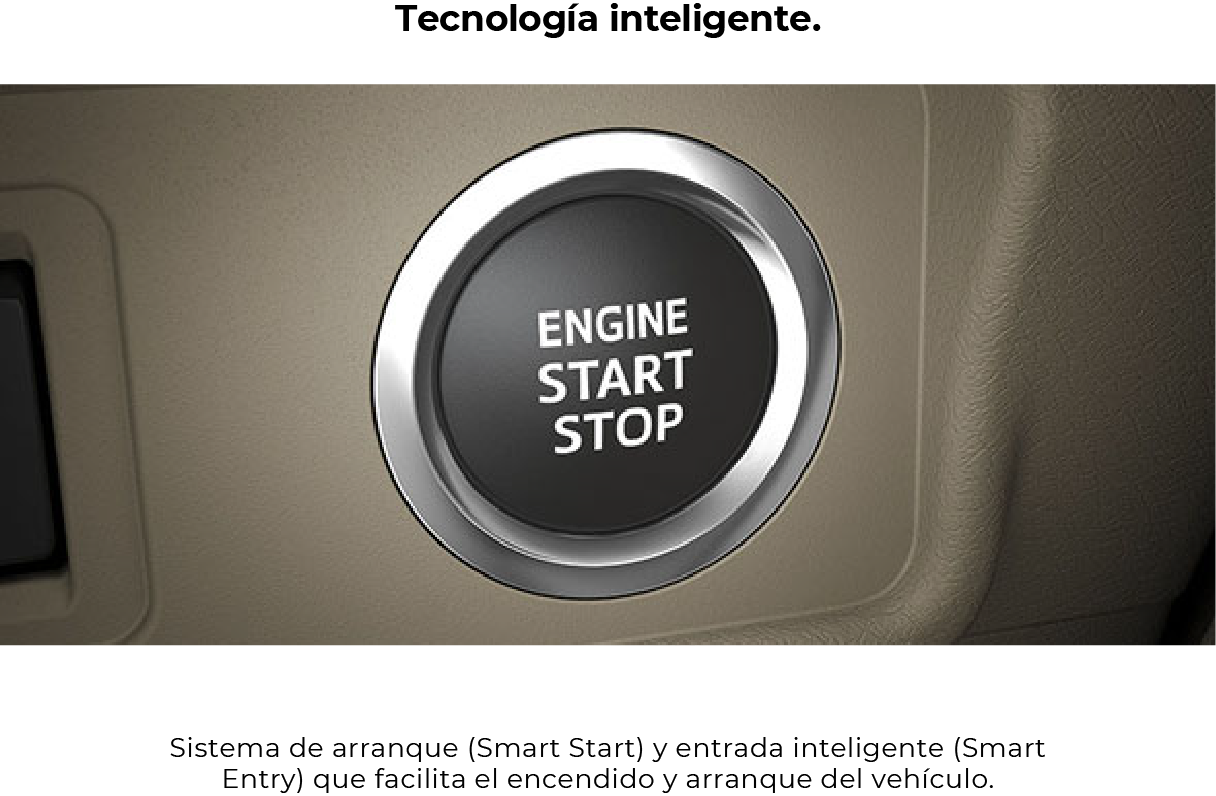 Tecnología inteligente.
ENGINE
START
STOP
Sistema de arranque (Smart Start) y entrada inteligente (Smart
Entry) que facilita el encendido y arranque del vehículo.